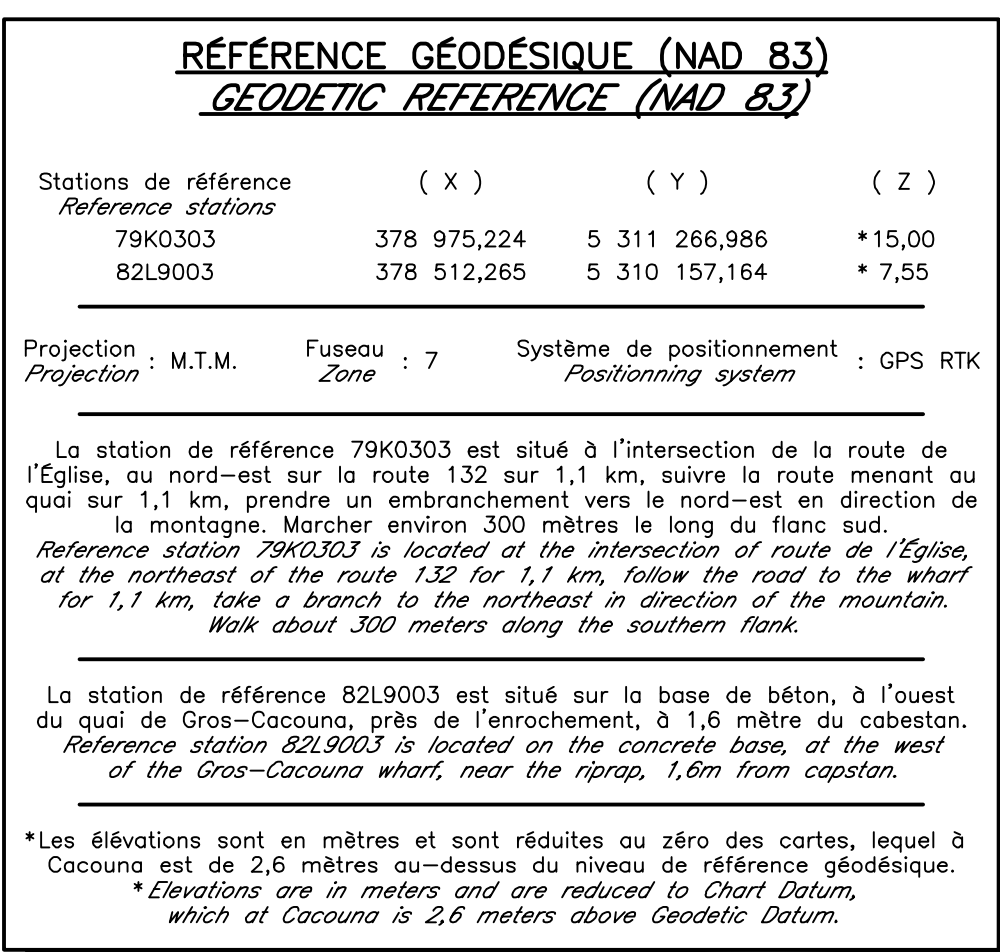 RÉFÉRENCE GÉODÉSIQUE (NAD 83)
GEODETIC REFERENCE (NAD 83)
Stations de référence ( X ) ( Y ) ( Z )
Reference stations
79K0303 378 975,224 5 311 266,986 *15,00
82L9003 378 512,265 5 310 157,164 * 7,55
Projection : M.T.M. Fuseau : 7 Système de positionnement : GPS RTK
Projection Zone Positionning system
La station de référence 79K0303 est situé à l'intersection de la route de
l'Église, au nord-est sur la route 132 sur 1,1 km, suivre la route menant au
quai sur 1,1 km, prendre un embranchement vers le nord-est en direction de
la montagne. Marcher environ 300 mètres le long du flanc sud.
Reference station 79K0303 is located at the intersection of route de l'Église,
at the northeast of the route 132 for 1,1 km, follow the road to the wharf
for 1,1 km, take a branch to the northeast in direction of the mountain.
Walk about 300 meters along the southern flank.
La station de référence 82L9003 est situé sur la base de béton, à l'ouest
du quai de Gros-Cacouna, près de l'enrochement, à 1,6 mètre du cabestan.
Reference station 82L9003 is located on the concrete base, at the west
of the Gros-Cacouna wharf, near the riprap, 1,6m from capstan.
*Les élévations sont en mètres et sont réduites au zéro des cartes, lequel à
Cacouna est de 2,6 mètres au-dessus du niveau de référence géodésique.
*Elevations are in meters and are reduced to Chart Datum,
which at Cacouna is 2,6 meters above Geodetic Datum.